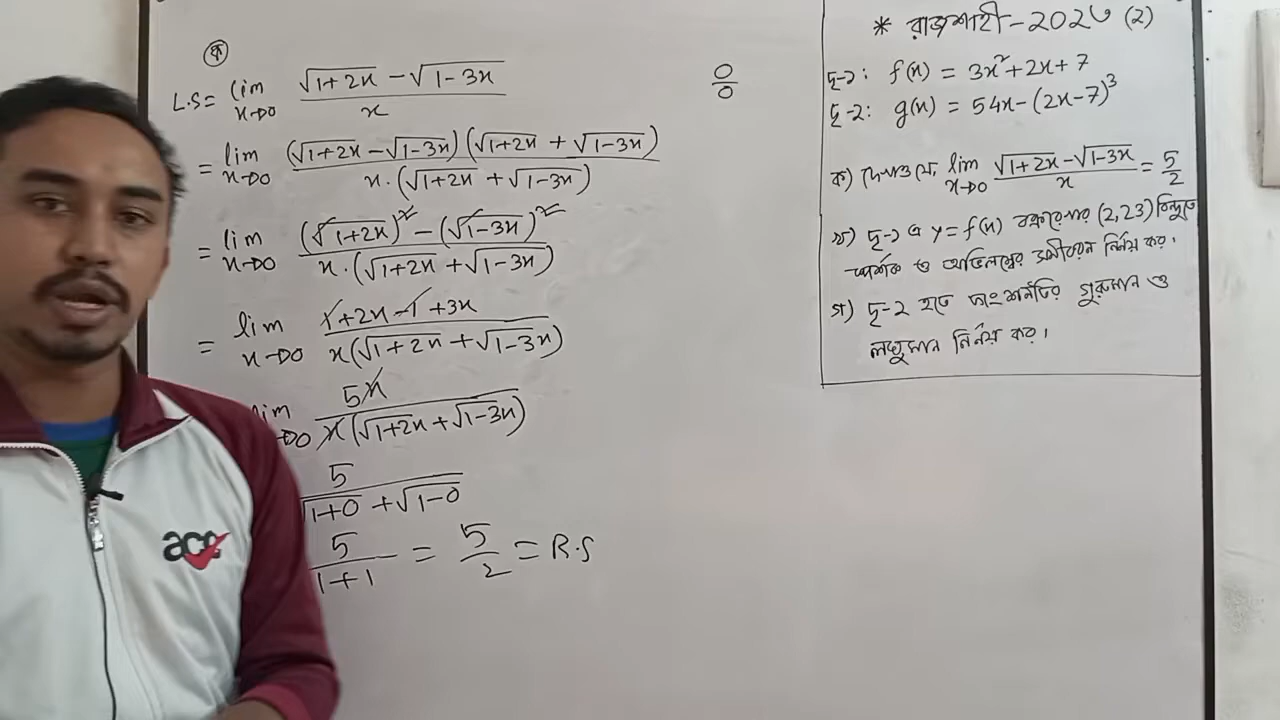 ক
L.S = lim x→0 (√(1+2x) − √(1−3x)) / x
0/0
= lim x→0 (√(1+2x) − √(1−3x)) (√(1+2x) + √(1−3x)) / x·(√(1+2x) + √(1−3x))
= lim x→0 ((√(1+2x))² − (√(1−3x))²) / x·(√(1+2x) + √(1−3x))
= lim x→0 (1+2x−1+3x) / x(√(1+2x) + √(1−3x))
lim x→0 5x / x(√(1+2x) + √(1−3x))
5 / (√(1+0) + √(1−0))
5 / (1+1) = 5/2 = R.S
* রাজশাহী-২০২৩ (২)
দৃ-১: f(x) = 3x²+2x+7
দৃ-২: g(x) = 54x−(2x−7)³
ক) দেখাও যে, lim x→0 (√(1+2x) − √(1−3x)) / x = 5/2
খ) দৃ-১ এ y = f(x) বক্ররেখার (2,23) বিন্দুতে
স্পর্শক ও অভিলম্বের সমীকরণ নির্ণয় কর।
গ) দৃ-২ হতে ফাংশনটির গুরুমান ও
লঘুমান নির্ণয় কর।
acc